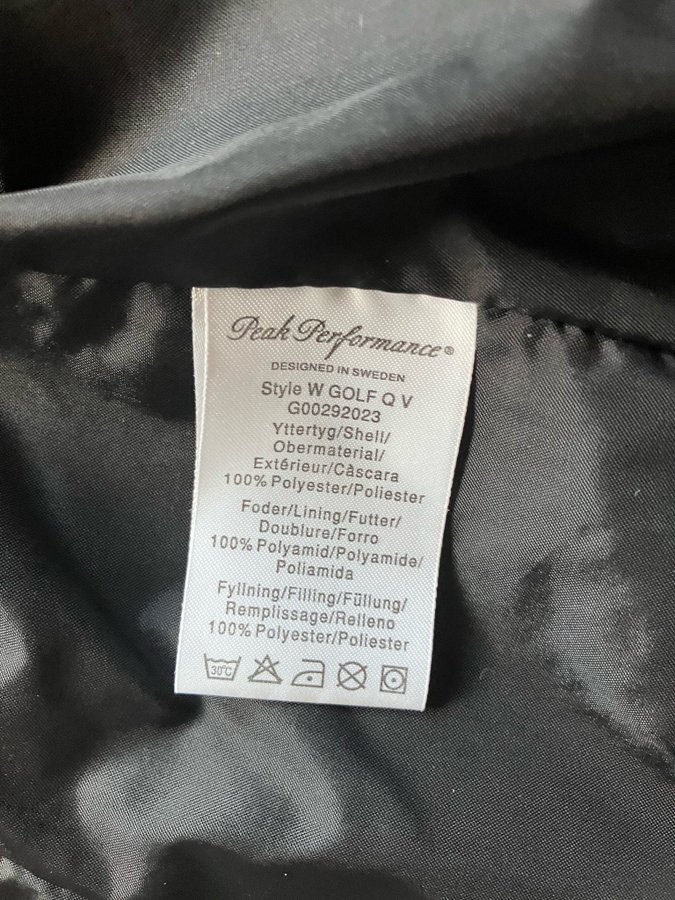 Peak Performance®
DESIGNED IN SWEDEN
Style W GOLF Q V
G00292023
Yttertyg/Shell/
Obermaterial/
Extérieur/Càscara
100% Polyester/Poliester
Foder/Lining/Futter/
Doublure/Forro
100% Polyamid/Polyamide/
Poliamida
Fyllning/Filling/Füllung/
Remplissage/Relleno
100% Polyester/Poliester
30°C